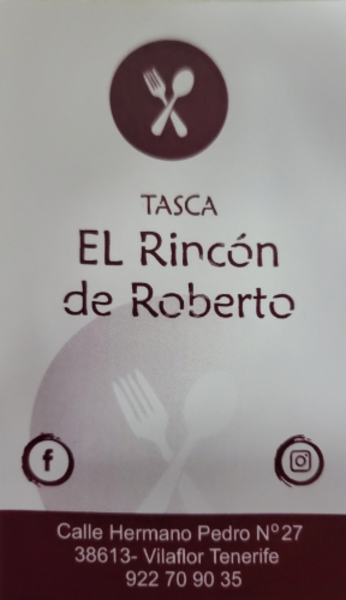 TASCA
EL Rincón
de Roberto
Calle Hermano Pedro Nº27
38613- Vilaflor Tenerife
922 70 90 35